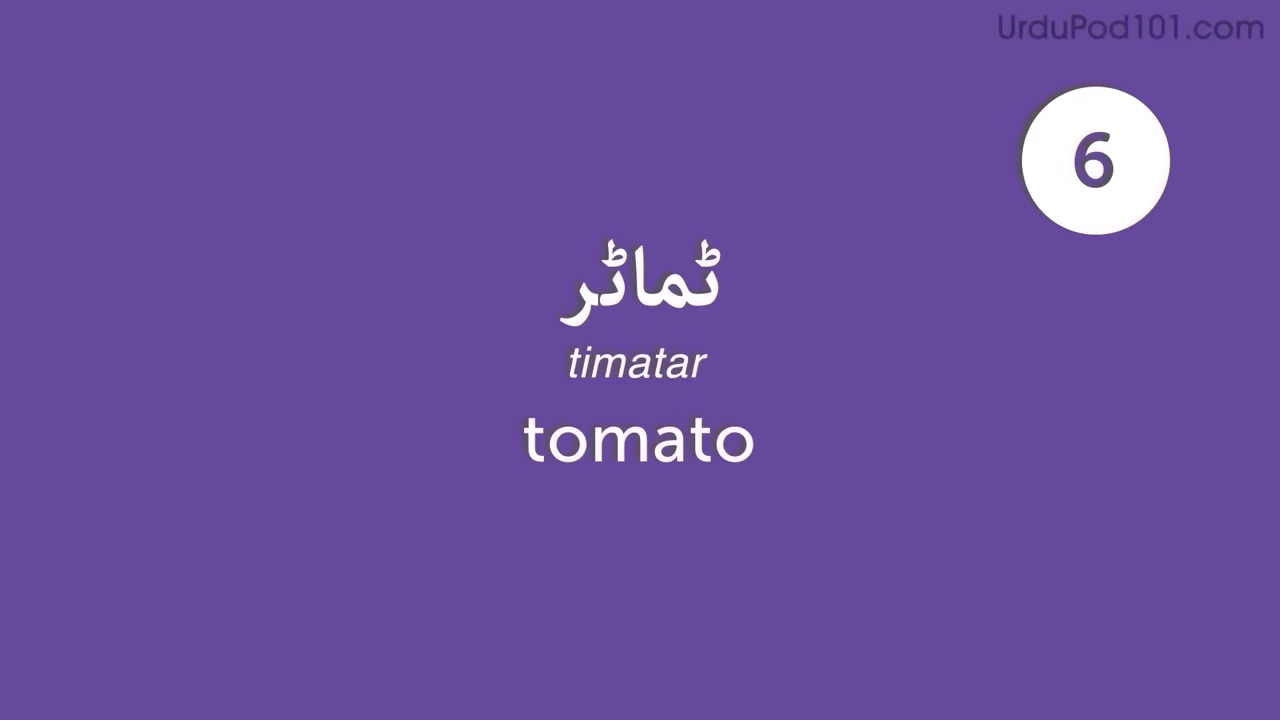 UrduPod101.com
6
ٹماٹر
timatar
tomato